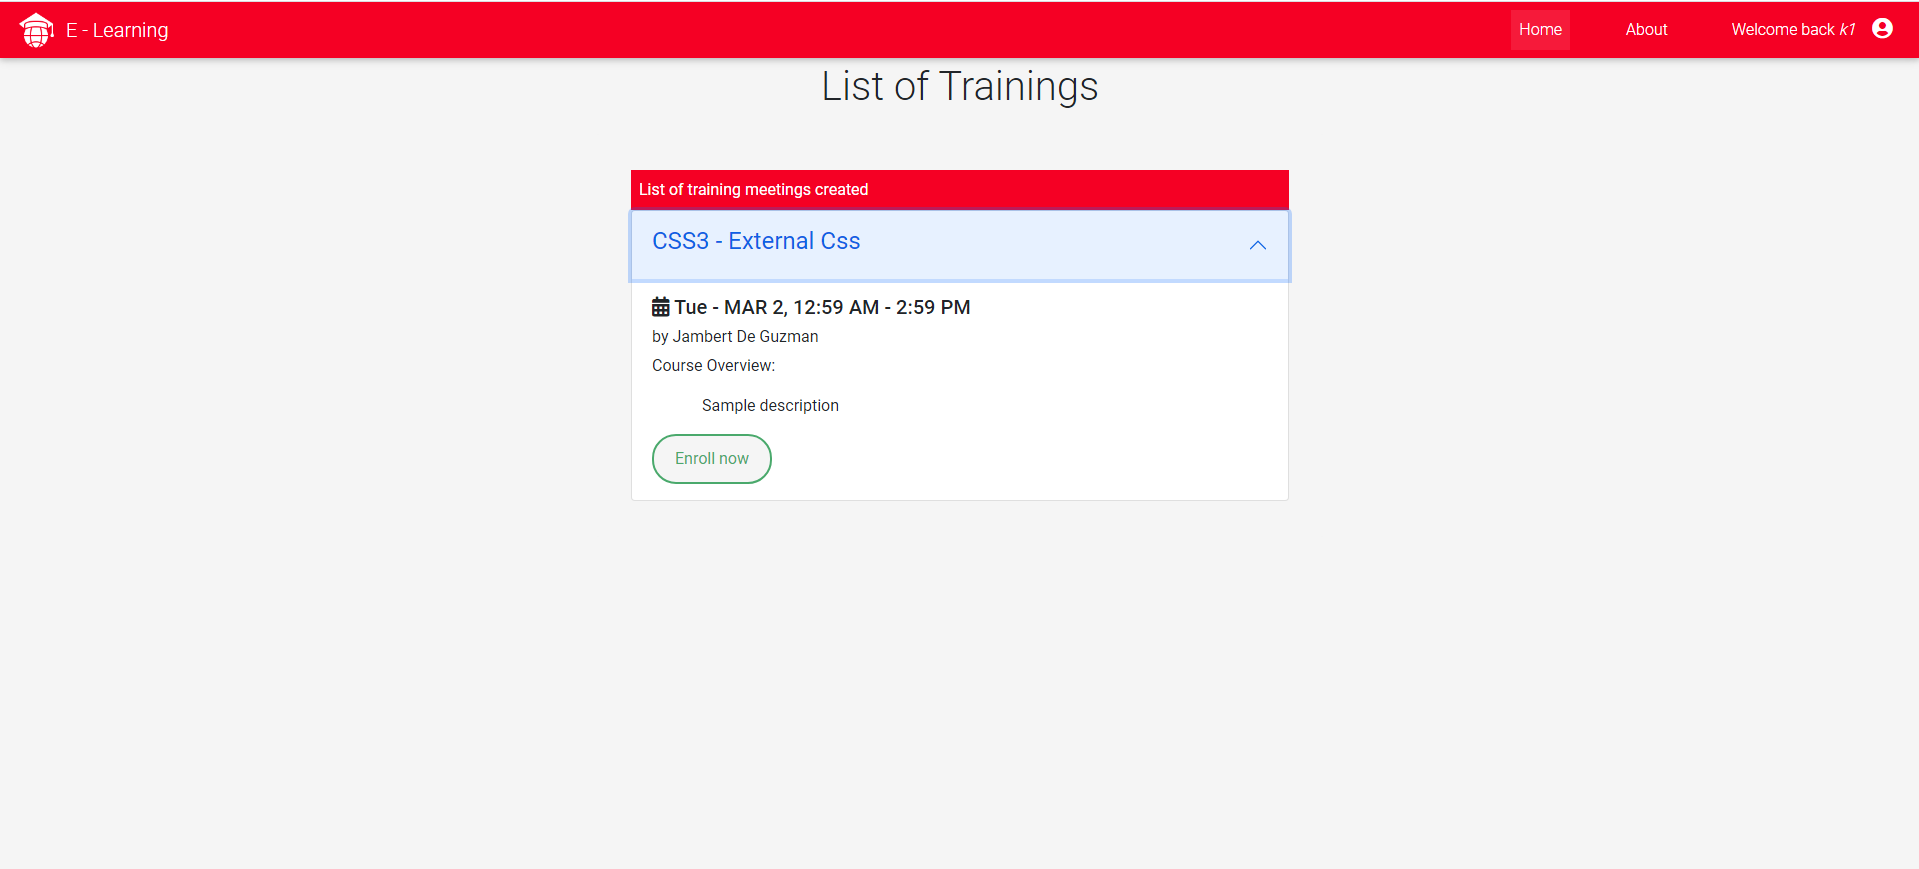 E - Learning
Home
About
Welcome back k1
List of Trainings
List of training meetings created
CSS3 - External Css
Tue - MAR 2, 12:59 AM - 2:59 PM
by Jambert De Guzman
Course Overview:
Sample description
Enroll now